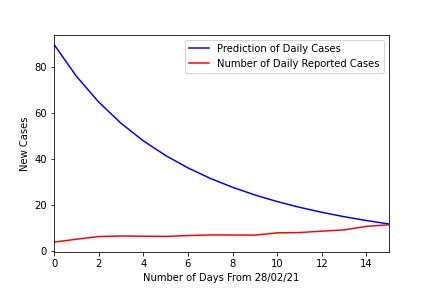 Prediction of Daily Cases
Number of Daily Reported Cases
New Cases
80
60
40
20
0
0 2 4 6 8 10 12 14
Number of Days From 28/02/21